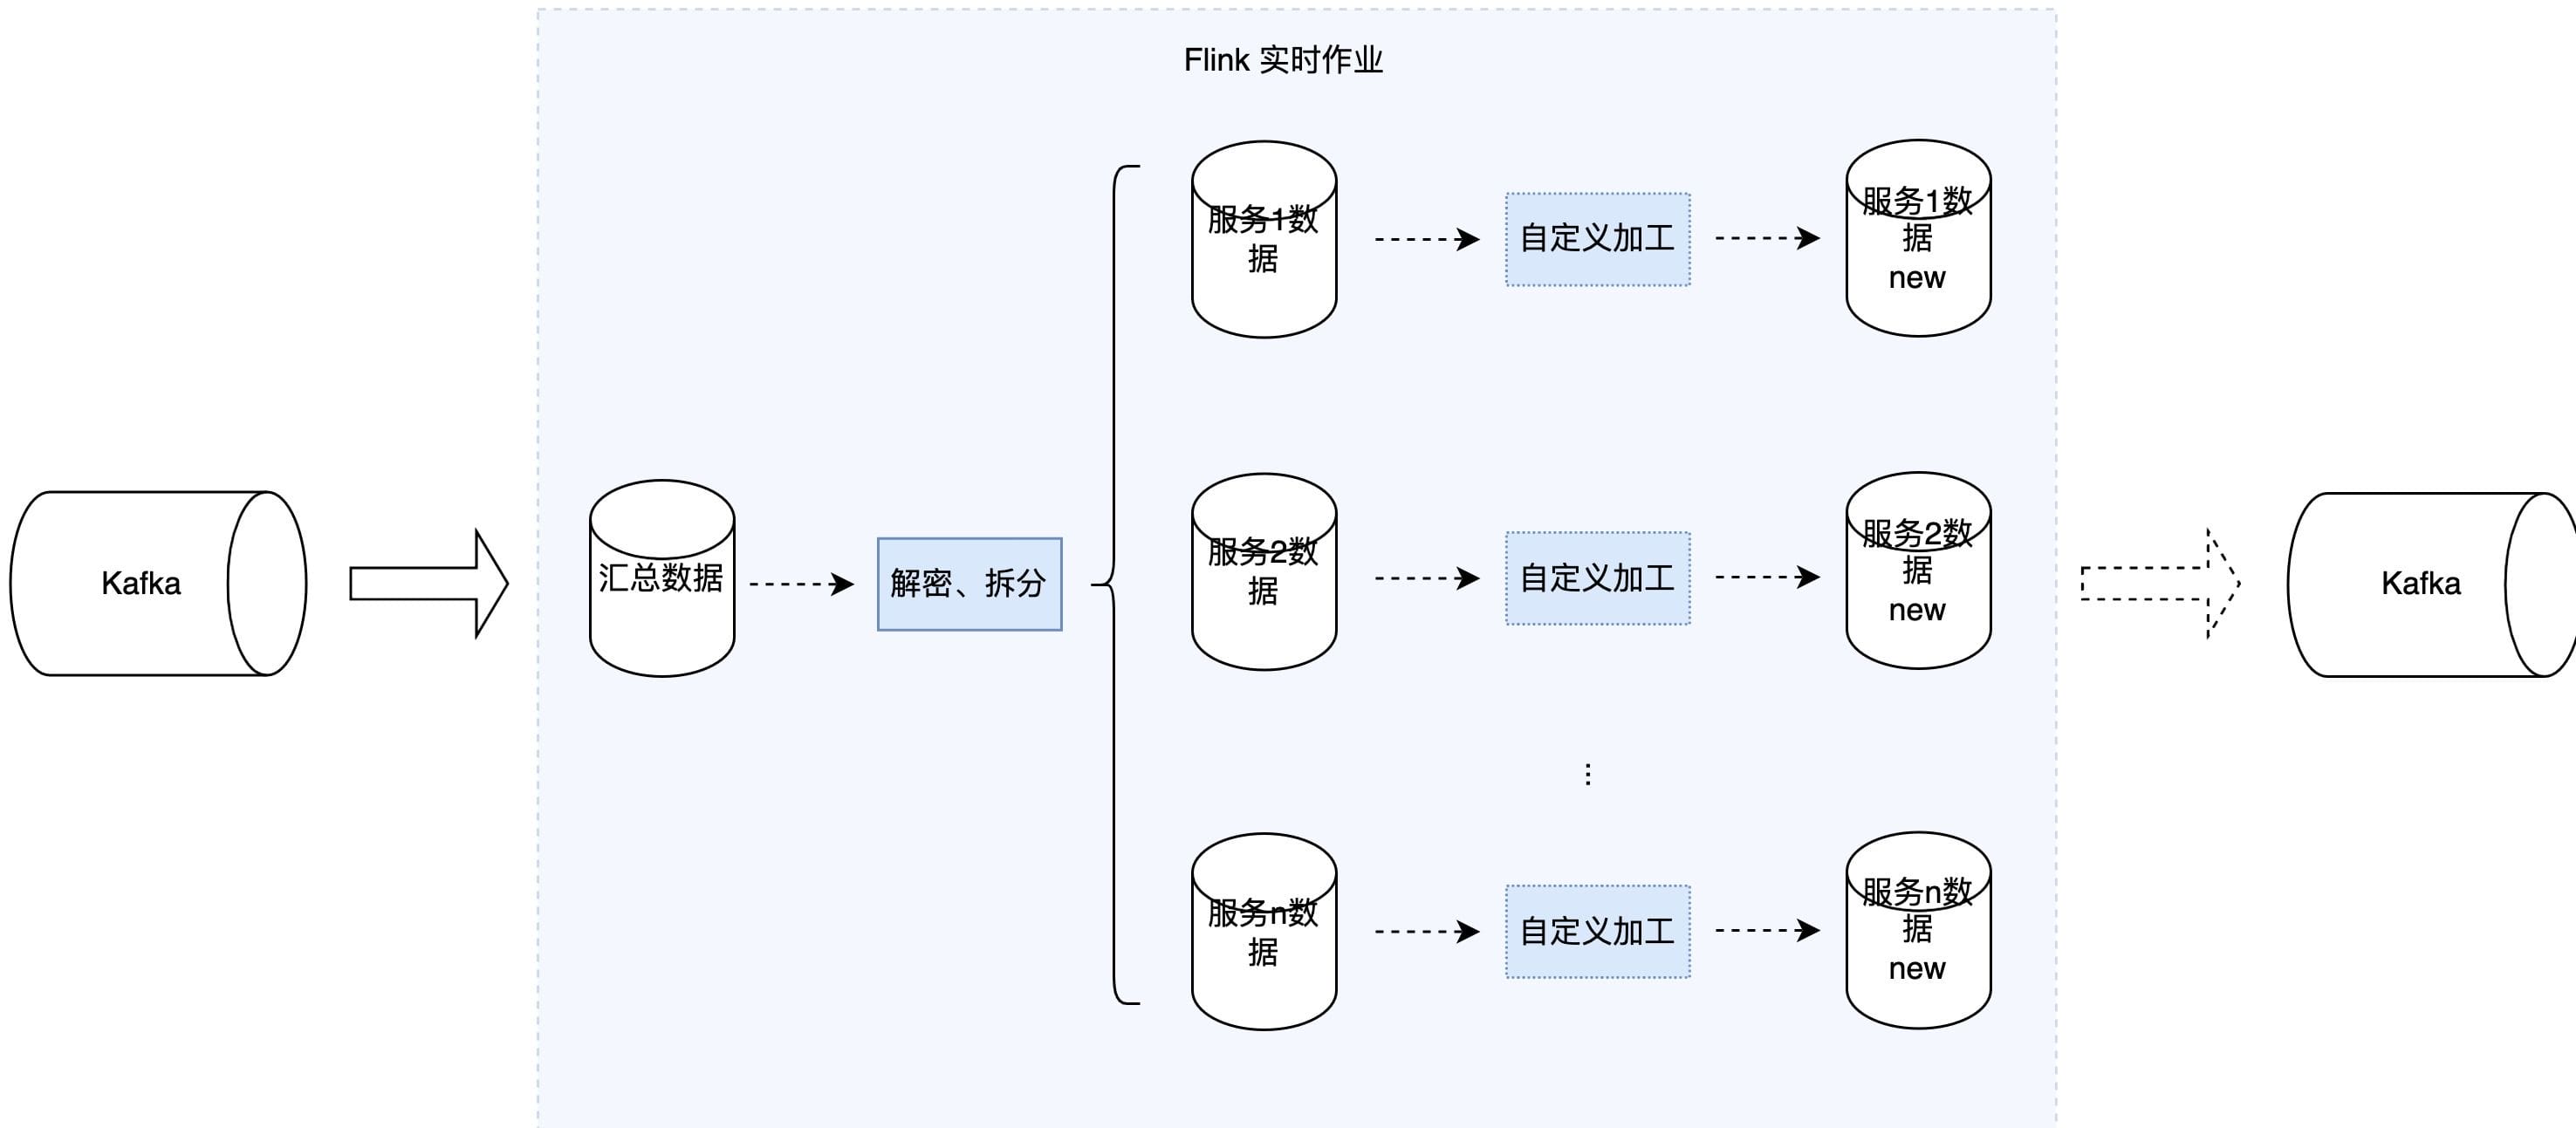 Flink 实时作业
Kafka
汇总数据
解密、拆分
服务1数
据
自定义加工
服务1数
据
new
服务2数
据
自定义加工
服务2数
据
new
服务n数
据
自定义加工
服务n数
据
new
Kafka